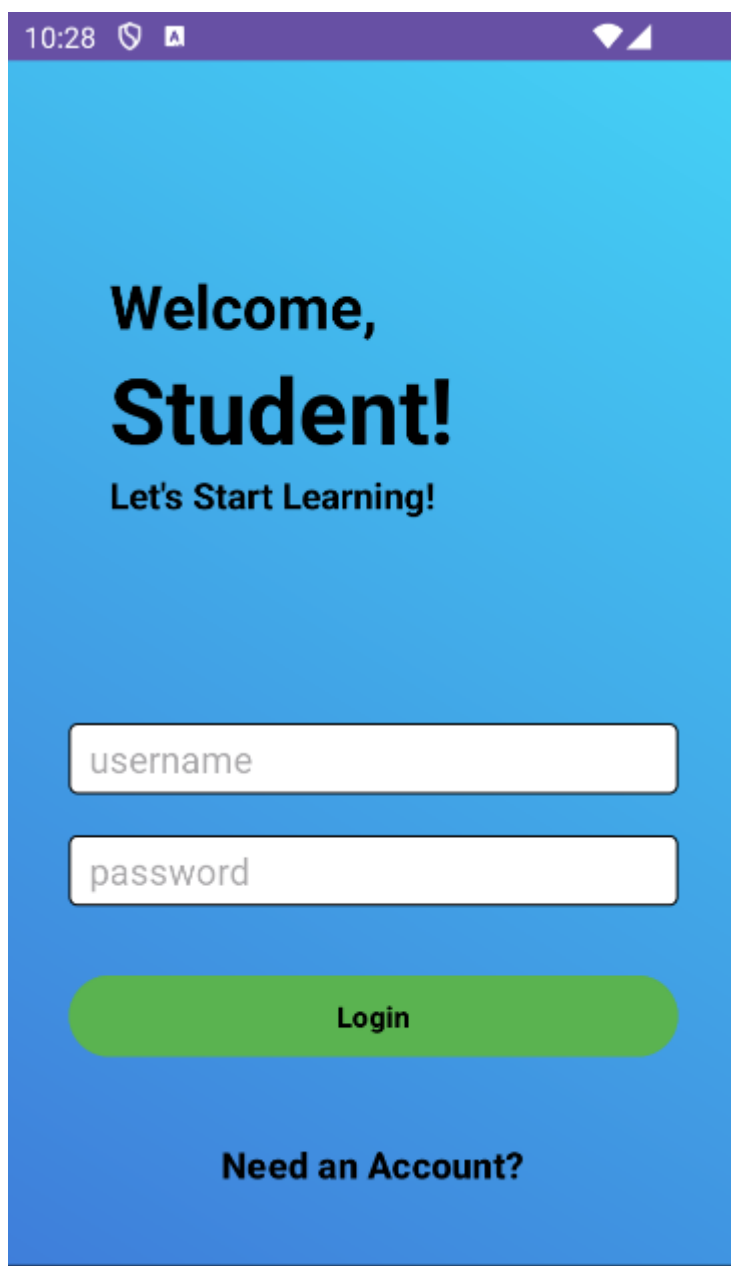 10:28
Welcome,
Student!
Let's Start Learning!
username
password
Login
Need an Account?